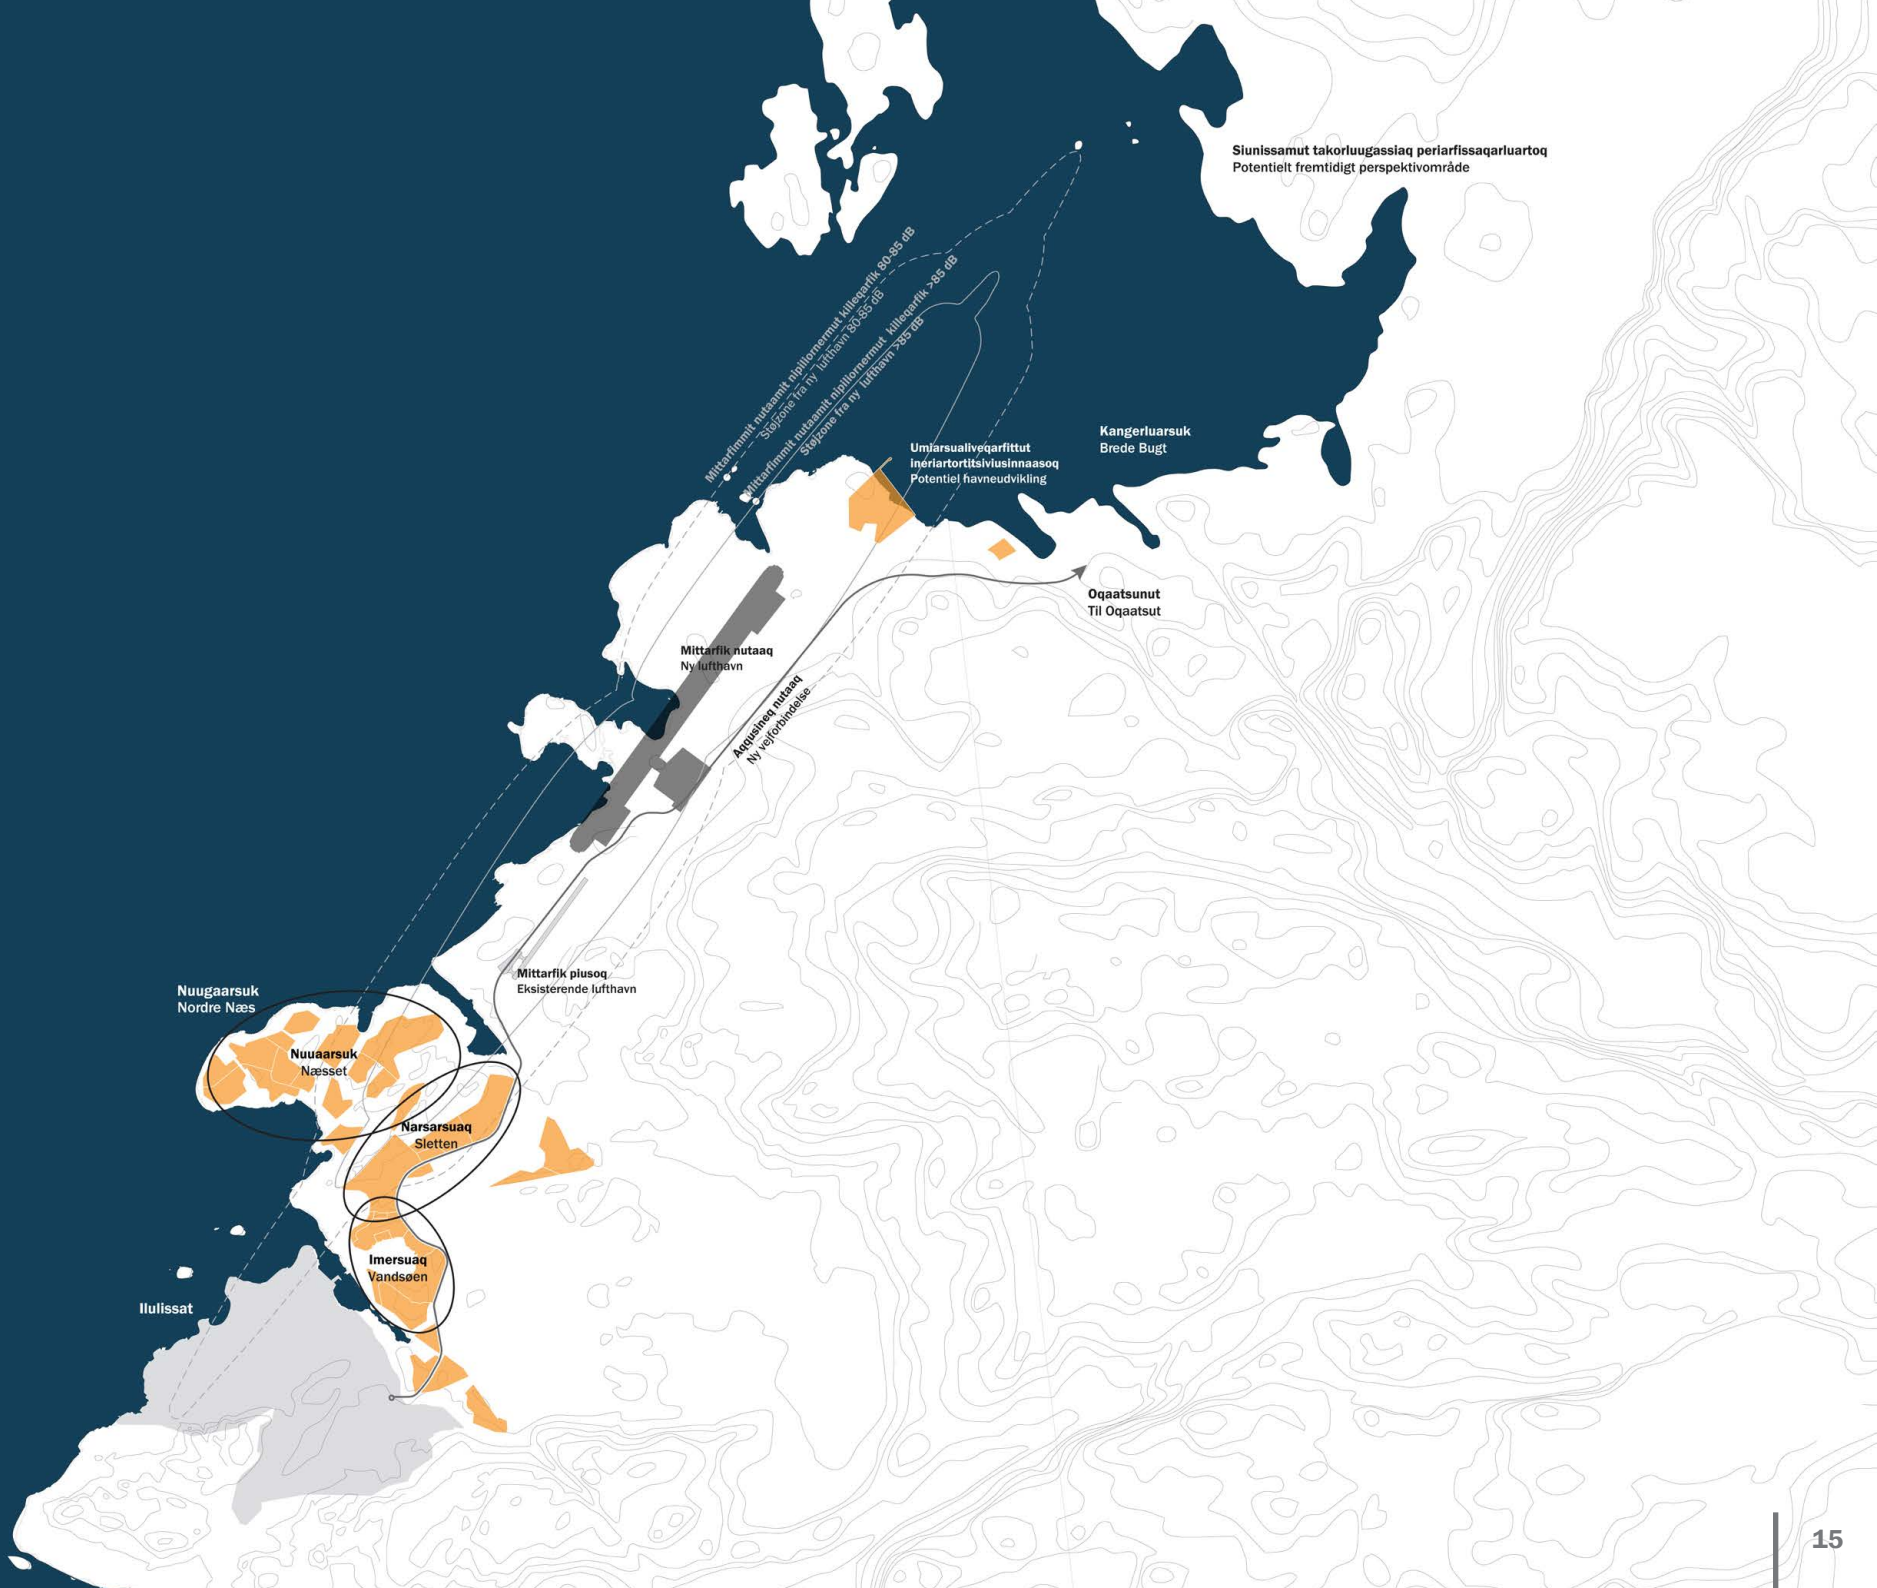 Siunissamut takorluugassiaq periarfissaqarluartoq
Potentielt fremtidigt perspektivområde
Mittarfimmit nutaamit nipiliornermut killeqarfik 80-85 dB
Støjzone fra ny lufthavn 80-85 dB
Mittarfimmit nutaamit nipiliornermut killeqarfik >85 dB
Støjzone fra ny lufthavn >85 dB
Kangerluarsuk
Brede Bugt
Umiarsualiveqarfittut
ineriartortitsiviusinnaasoq
Potentiel havneudvikling
Oqaatsunut
Til Oqaatsut
Mittarfik nutaaq
Ny lufthavn
Aqqusineq nutaaq
Ny vejforbindelse
Mittarfik piusoq
Eksisterende lufthavn
Nuugaarsuk
Nordre Næs
Nuuaarsuk
Næsset
Narsarsuaq
Sletten
Imersuaq
Vandsøen
Ilulissat
15